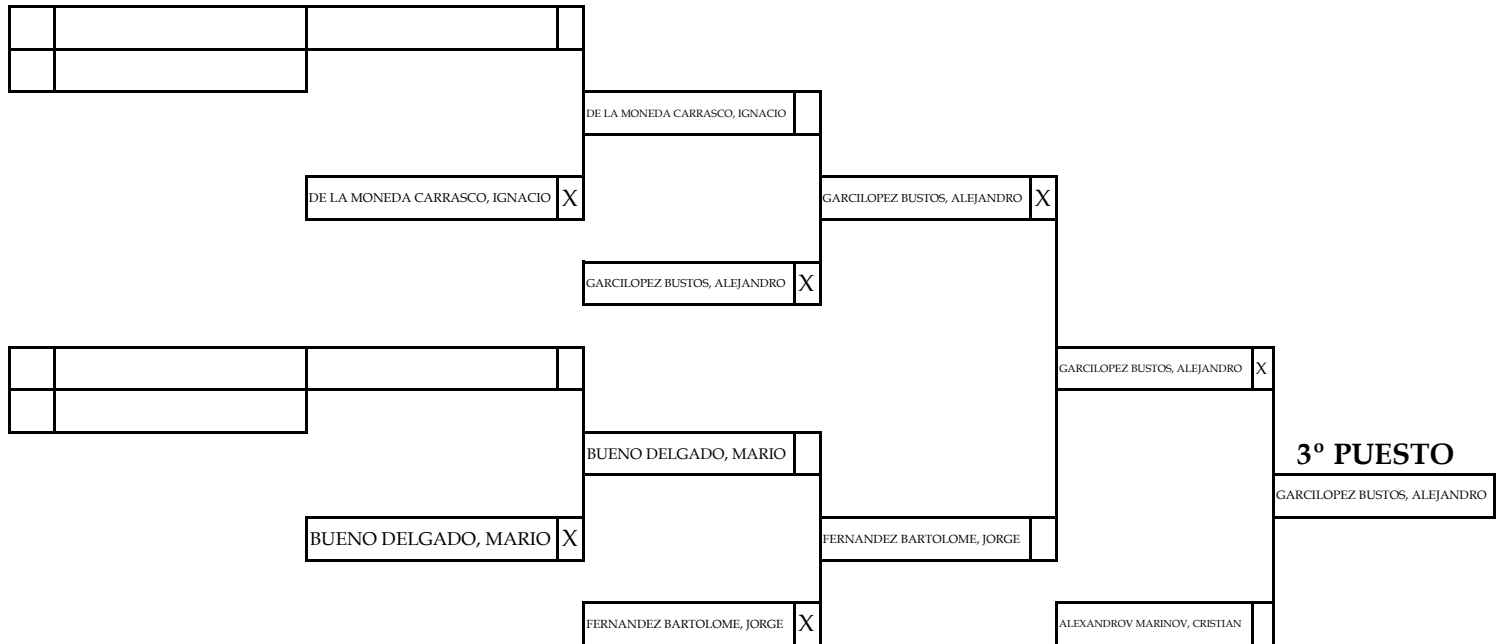 DE LA MONEDA CARRASCO, IGNACIO
DE LA MONEDA CARRASCO, IGNACIO X
GARCILOPEZ BUSTOS, ALEJANDRO X
GARCILOPEZ BUSTOS, ALEJANDRO X
GARCILOPEZ BUSTOS, ALEJANDRO X
BUENO DELGADO, MARIO
3º PUESTO
GARCILOPEZ BUSTOS, ALEJANDRO
BUENO DELGADO, MARIO X
FERNANDEZ BARTOLOME, JORGE
FERNANDEZ BARTOLOME, JORGE X
ALEXANDROV MARINOV, CRISTIAN